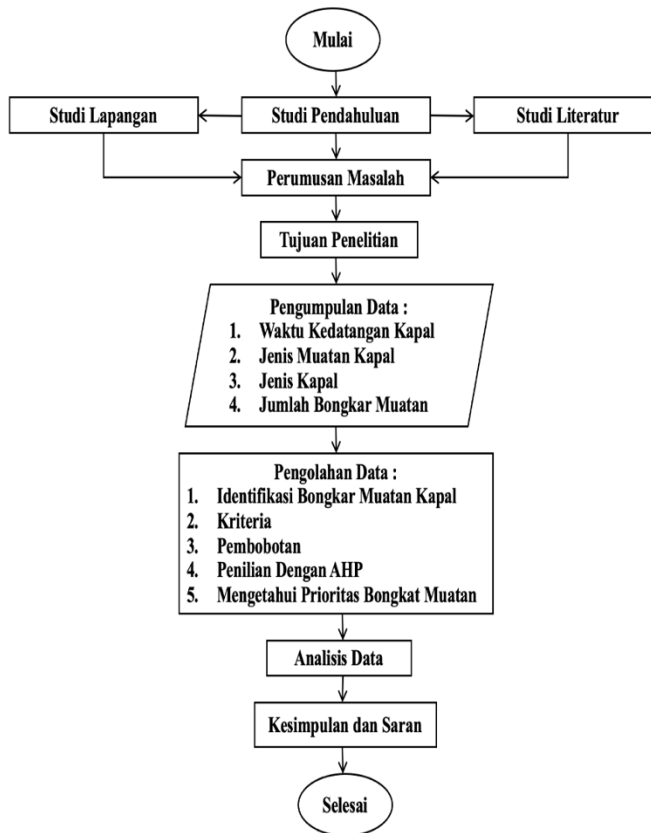 Mulai
Studi Lapangan
Studi Pendahuluan
Studi Literatur
Perumusan Masalah
Tujuan Penelitian
Pengumpulan Data :
1. Waktu Kedatangan Kapal
2. Jenis Muatan Kapal
3. Jenis Kapal
4. Jumlah Bongkar Muatan
Pengolahan Data :
1. Identifikasi Bongkar Muatan Kapal
2. Kriteria
3. Pembobotan
4. Penilian Dengan AHP
5. Mengetahui Prioritas Bongkat Muatan
Analisis Data
Kesimpulan dan Saran
Selesai